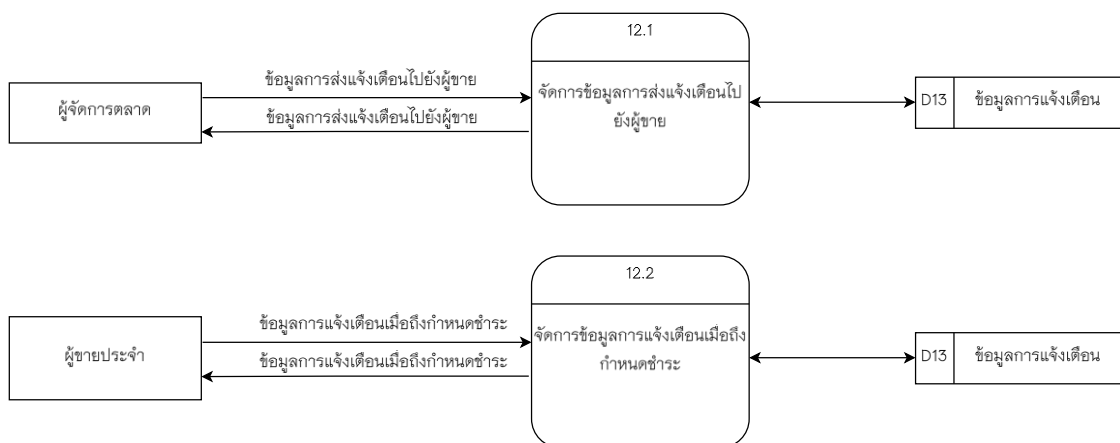 12.1
ข้อมูลการส่งแจ้งเตือนไปยังผู้ขาย
ผู้จัดการตลาด
ข้อมูลการส่งแจ้งเตือนไปยังผู้ขาย
จัดการข้อมูลการส่งแจ้งเตือนไป
ยังผู้ขาย
D13 ข้อมูลการแจ้งเตือน
12.2
ข้อมูลการแจ้งเตือนเมื่อถึงกำหนดชำระ
ผู้ขายประจำ
ข้อมูลการแจ้งเตือนเมื่อถึงกำหนดชำระ
จัดการข้อมูลการแจ้งเตือนเมื่อถึง
กำหนดชำระ
D13 ข้อมูลการแจ้งเตือน